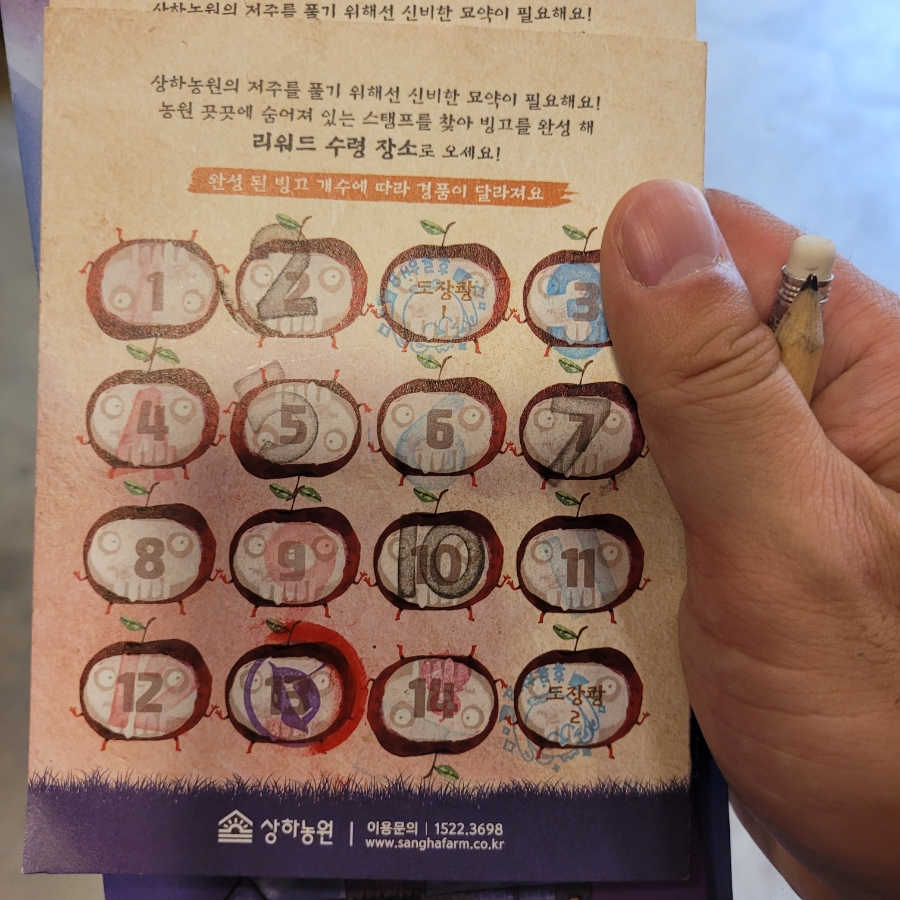 상하농원의 저주를 풀기 위해선 신비한 묘약이 필요해요!
상하농원의 저주를 풀기 위해선 신비한 묘약이 필요해요!
농원 곳곳에 숨어져 있는 스탬프를 찾아 빙고를 완성 해
리워드 수령 장소로 오세요!
완성 된 빙고 개수에 따라 경품이 달라져요
1 2 도장쾅 1 3
4 5 6 7
8 9 10 11
12 13 14 도장쾅 2
상하농원 | 이용문의 | 1522.3698
www.sanghafarm.co.kr